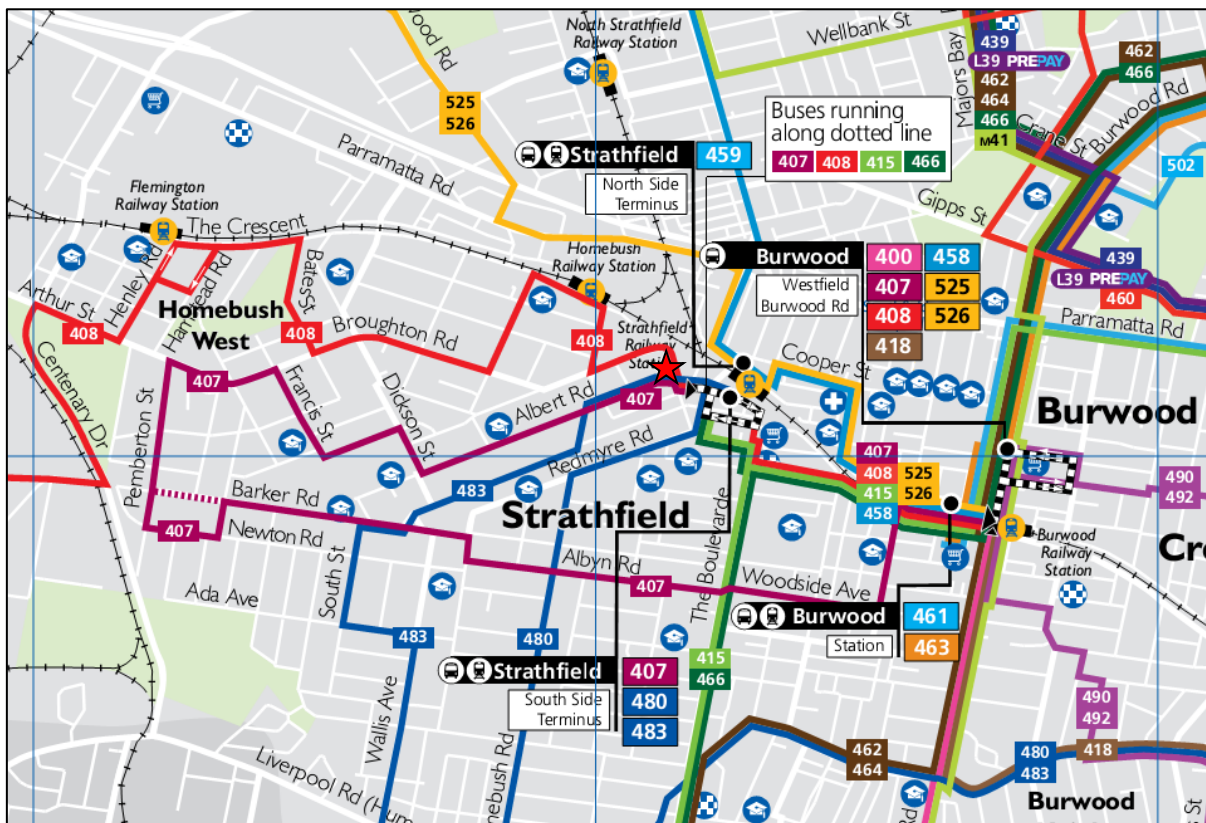 wood Rd
North Strathfield
Railway Station
Wellbank St
Majors Bay
439
L39 PREPAY
462
464
466
M41
462
466
Crane St
Burwood Rd
525
526
Buses running
along dotted line
407 408 415 466
Parramatta Rd
Strathfield 459
North Side
Terminus
502
Gipps St
Flemington
Railway Station
The Crescent
Homebush
Railway Station
Burwood
Westfield
Burwood Rd
400 458
407 525
408 526
418
439
L39 PREPAY
460
Parramatta Rd
Arthur St
Henley Rd
Hampstead Rd
Bates St
408
Homebush
West
408
Broughton Rd
408
Strathfield
Railway
Cooper St
Centenary Dr
407
Francis St
Dickson St
Albert Rd
407
Burwood
Pemberton St
Redmyre Rd
407
408 525
415 526
458
490
492
Barker Rd
483
Strathfield
407
Newton Rd
Burwood
Railway
Station
Cro
South St
Albyn Rd
407
The Boulevarde
Woodside Ave
Ada Ave
Burwood 461
Station 463
483
480
Strathfield
South Side
Terminus
407
480
483
415
466
490
492
Wallis Ave
mebush Rd
Liverpool Rd (Hum
462
464
480
483
418
Burwood
Rd
St